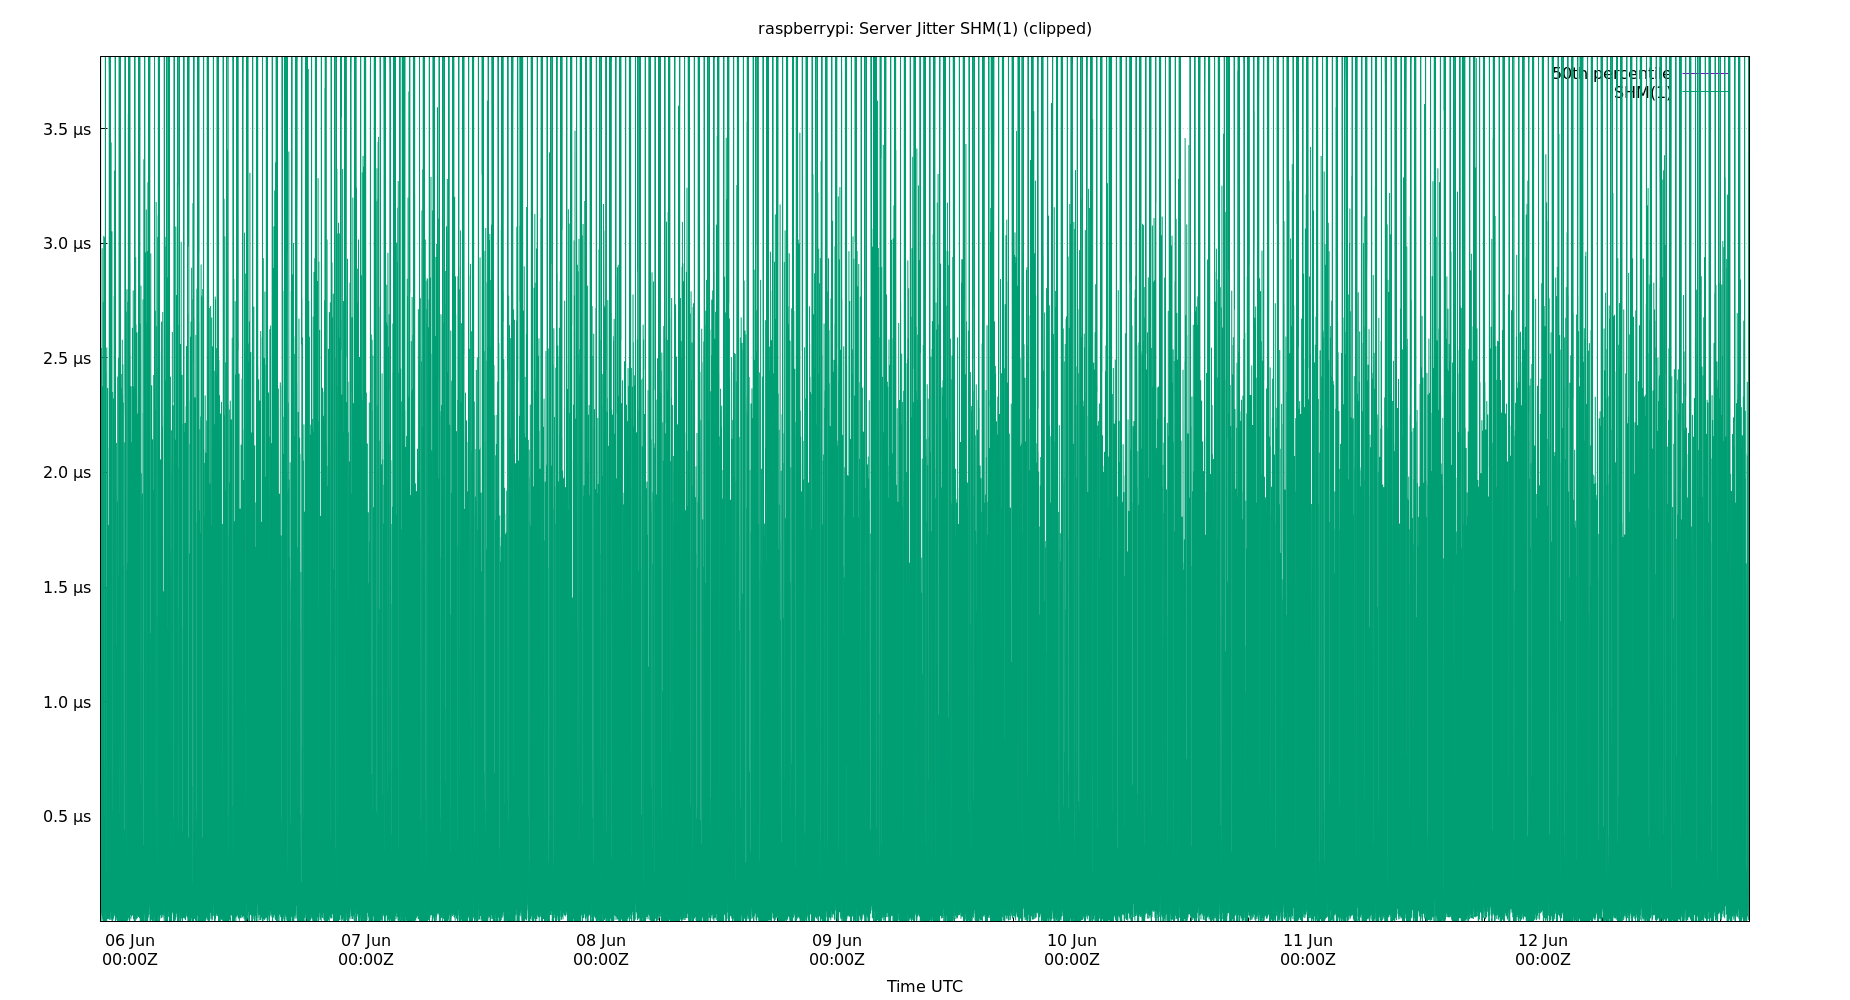 raspberrypi: Server Jitter SHM(1) (clipped)
50th percentile
SHM(1)
3.5 µs
3.0 µs
2.5 µs
2.0 µs
1.5 µs
1.0 µs
0.5 µs
06 Jun 07 Jun 08 Jun 09 Jun 10 Jun 11 Jun 12 Jun
00:00Z 00:00Z 00:00Z 00:00Z 00:00Z 00:00Z 00:00Z
Time UTC